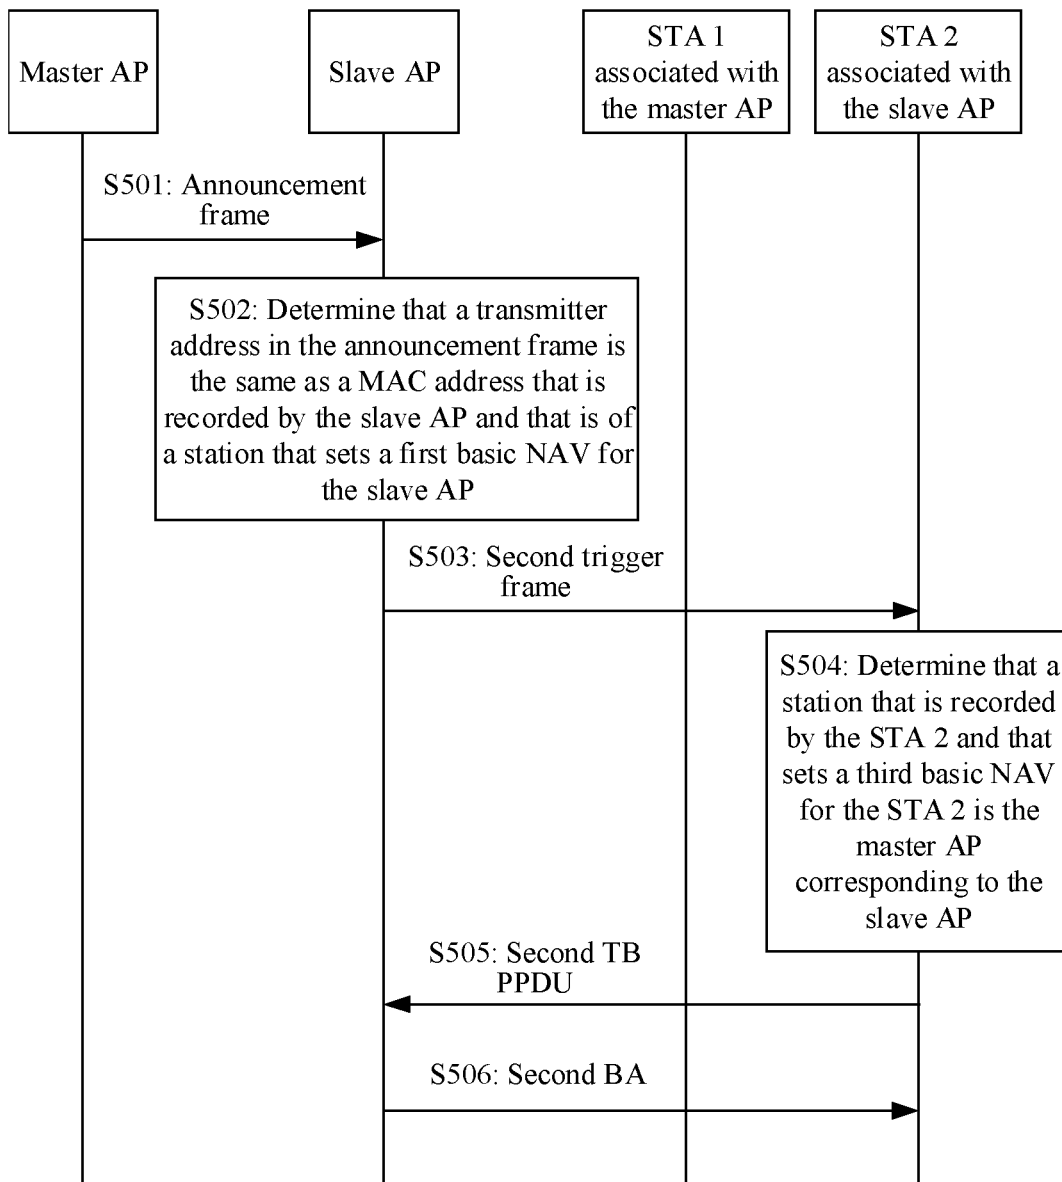 Master AP
Slave AP
STA 1
associated with
the master AP
STA 2
associated with
the slave AP
S501: Announcement
frame
S502: Determine that a transmitter
address in the announcement frame is
the same as a MAC address that is
recorded by the slave AP and that is of
a station that sets a first basic NAV for
the slave AP
S503: Second trigger
frame
S504: Determine that a
station that is recorded
by the STA 2 and that
sets a third basic NAV
for the STA 2 is the
master AP
corresponding to the
slave AP
S505: Second TB
PPDU
S506: Second BA